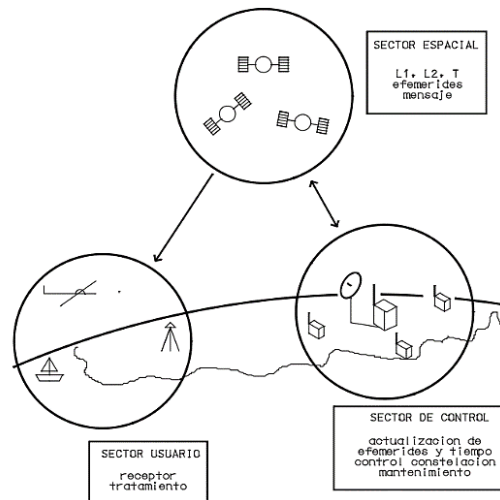 SECTOR ESPACIAL
L1, L2, T
efemerides
mensaje
SECTOR USUARIO
receptor
tratamiento
SECTOR DE CONTROL
actualizacion de
efemerides y tiempo
control constelacion
mantenimiento